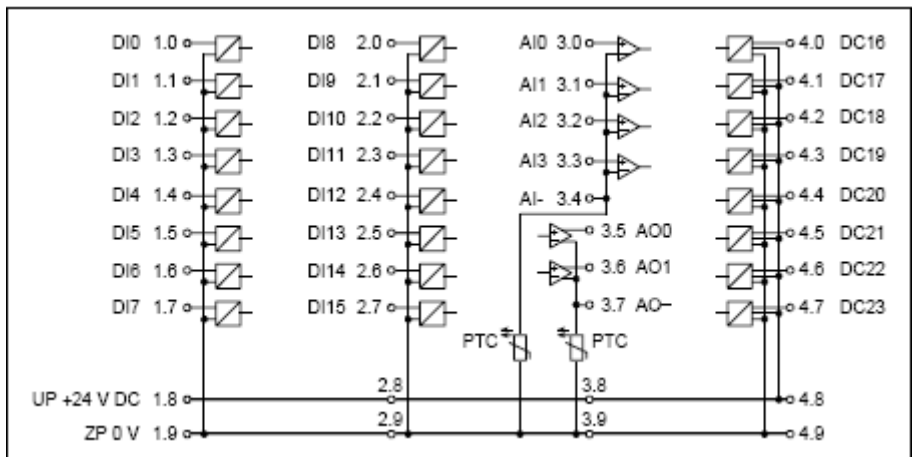 DI0 1.0 DI8 2.0 AI0 3.0 4.0 DC16
DI1 1.1 DI9 2.1 AI1 3.1 4.1 DC17
DI2 1.2 DI10 2.2 AI2 3.2 4.2 DC18
DI3 1.3 DI11 2.3 AI3 3.3 4.3 DC19
DI4 1.4 DI12 2.4 AI- 3.4 4.4 DC20
DI5 1.5 DI13 2.5 3.5 AO0 4.5 DC21
DI6 1.6 DI14 2.6 3.6 AO1 4.6 DC22
DI7 1.7 DI15 2.7 3.7 AO- 4.7 DC23
PTC PTC
UP +24 V DC 1.8 2.8 3.8 4.8
ZP 0 V 1.9 2.9 3.9 4.9